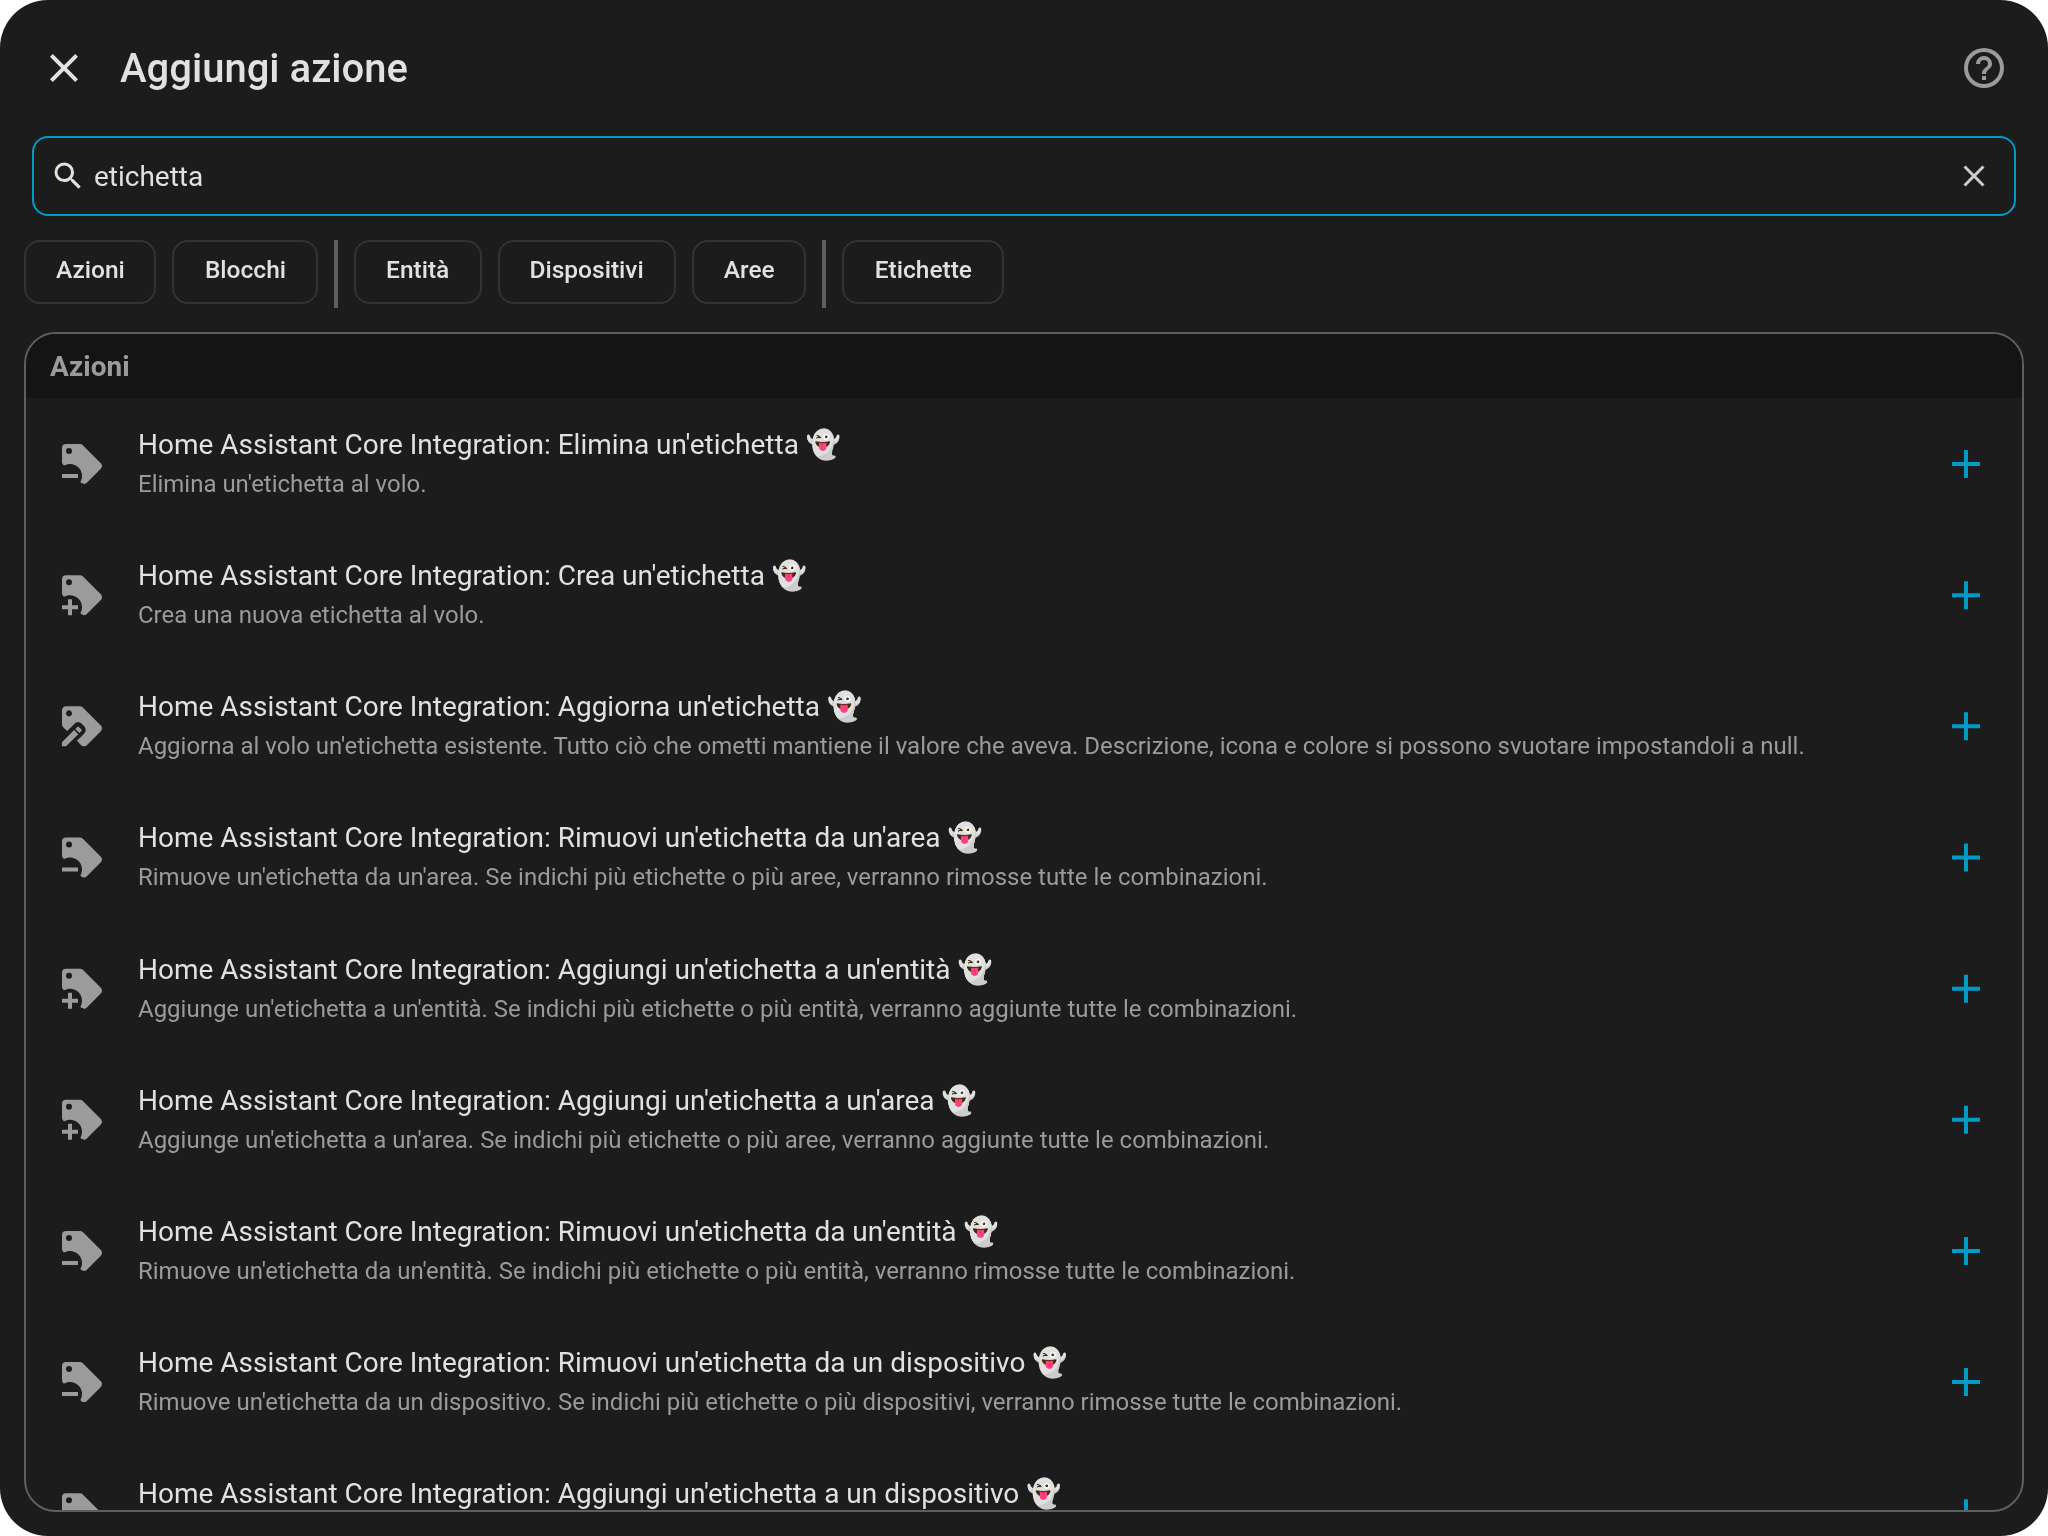 Aggiungi azione
etichetta
Azioni
Blocchi
Entità
Dispositivi
Aree
Etichette
Azioni
Home Assistant Core Integration: Elimina un'etichetta 👻
Elimina un'etichetta al volo.
Home Assistant Core Integration: Crea un'etichetta 👻
Crea una nuova etichetta al volo.
Home Assistant Core Integration: Aggiorna un'etichetta 👻
Aggiorna al volo un'etichetta esistente. Tutto ciò che ometti mantiene il valore che aveva. Descrizione, icona e colore si possono svuotare impostandoli a null.
Home Assistant Core Integration: Rimuovi un'etichetta da un'area 👻
Rimuove un'etichetta da un'area. Se indichi più etichette o più aree, verranno rimosse tutte le combinazioni.
Home Assistant Core Integration: Aggiungi un'etichetta a un'entità 👻
Aggiunge un'etichetta a un'entità. Se indichi più etichette o più entità, verranno aggiunte tutte le combinazioni.
Home Assistant Core Integration: Aggiungi un'etichetta a un'area 👻
Aggiunge un'etichetta a un'area. Se indichi più etichette o più aree, verranno aggiunte tutte le combinazioni.
Home Assistant Core Integration: Rimuovi un'etichetta da un'entità 👻
Rimuove un'etichetta da un'entità. Se indichi più etichette o più entità, verranno rimosse tutte le combinazioni.
Home Assistant Core Integration: Rimuovi un'etichetta da un dispositivo 👻
Rimuove un'etichetta da un dispositivo. Se indichi più etichette o più dispositivi, verranno rimosse tutte le combinazioni.
Home Assistant Core Integration: Aggiungi un'etichetta a un dispositivo 👻